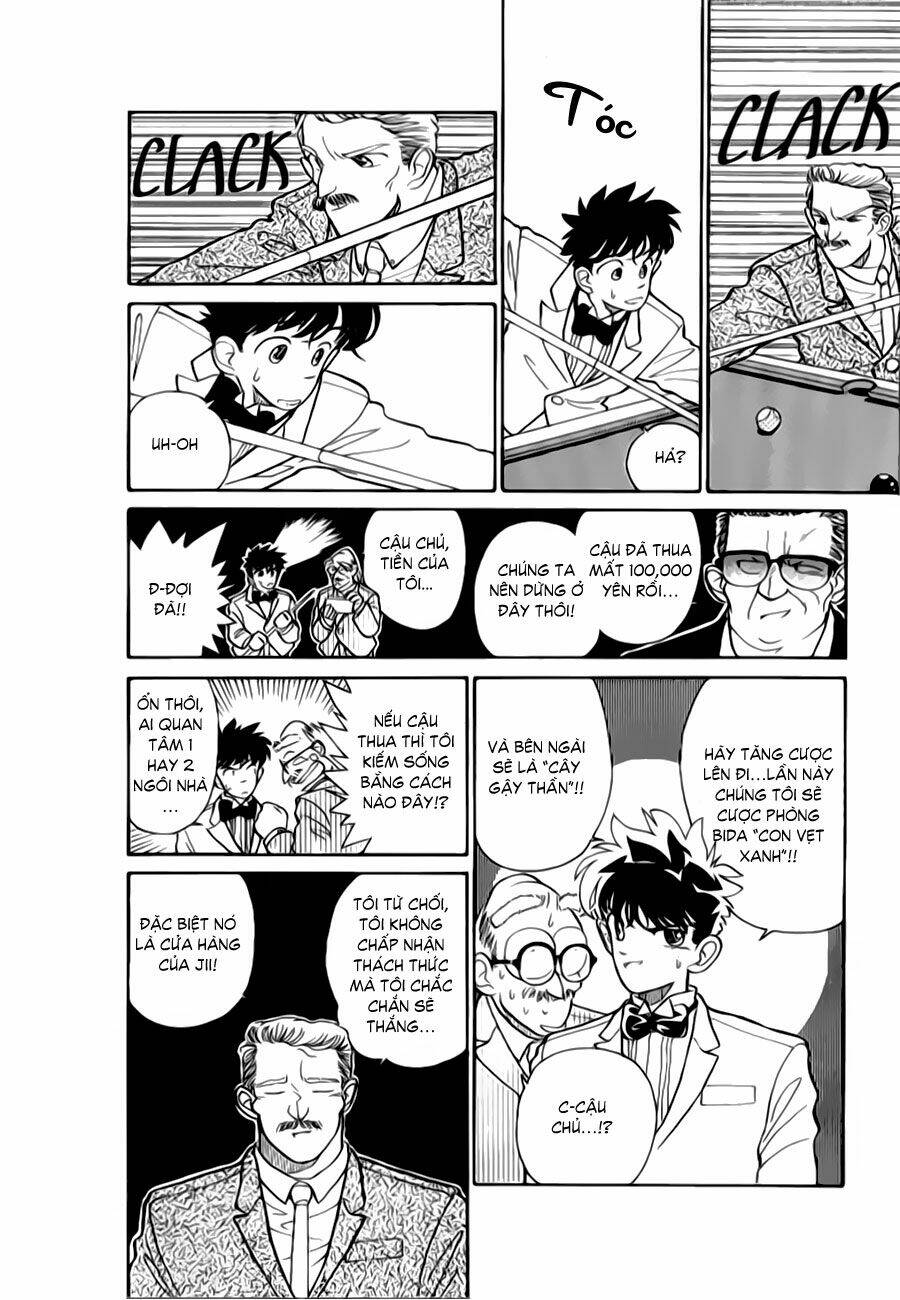 CLACK
Tóc
HẢ?
CLACK
UH-OH
CẬU ĐÃ THUA
MẤT 100,000
YÊN RỒI...
CHÚNG TA
NÊN DỪNG Ở
ĐÂY THÔI!
CẬU CHỦ,
TIỀN CỦA
TÔI...
Đ-ĐỢI
ĐÃ!!
HÃY TĂNG CƯỢC
LÊN ĐI...LẦN NÀY
CHÚNG TÔI SẼ
CƯỢC PHÒNG
BIDA “CON VẸT
XANH”!!
VÀ BÊN NGÀI
SẼ LÀ “CÂY
GẬY THẦN”!!
C-CẬU
CHỦ...!?
NẾU CẬU
THUA THÌ TÔI
KIẾM SỐNG
BẰNG CÁCH
NÀO ĐÂY!?
ỔN THÔI,
AI QUAN
TÂM 1
HAY 2
NGÔI NHÀ
...
TÔI TỪ CHỐI,
TÔI KHÔNG
CHẤP NHẬN
THÁCH THỨC
MÀ TÔI CHẮC
CHẮN SẼ
THẮNG...
ĐẶC BIỆT NÓ
LÀ CỬA HÀNG
CỦA JII!